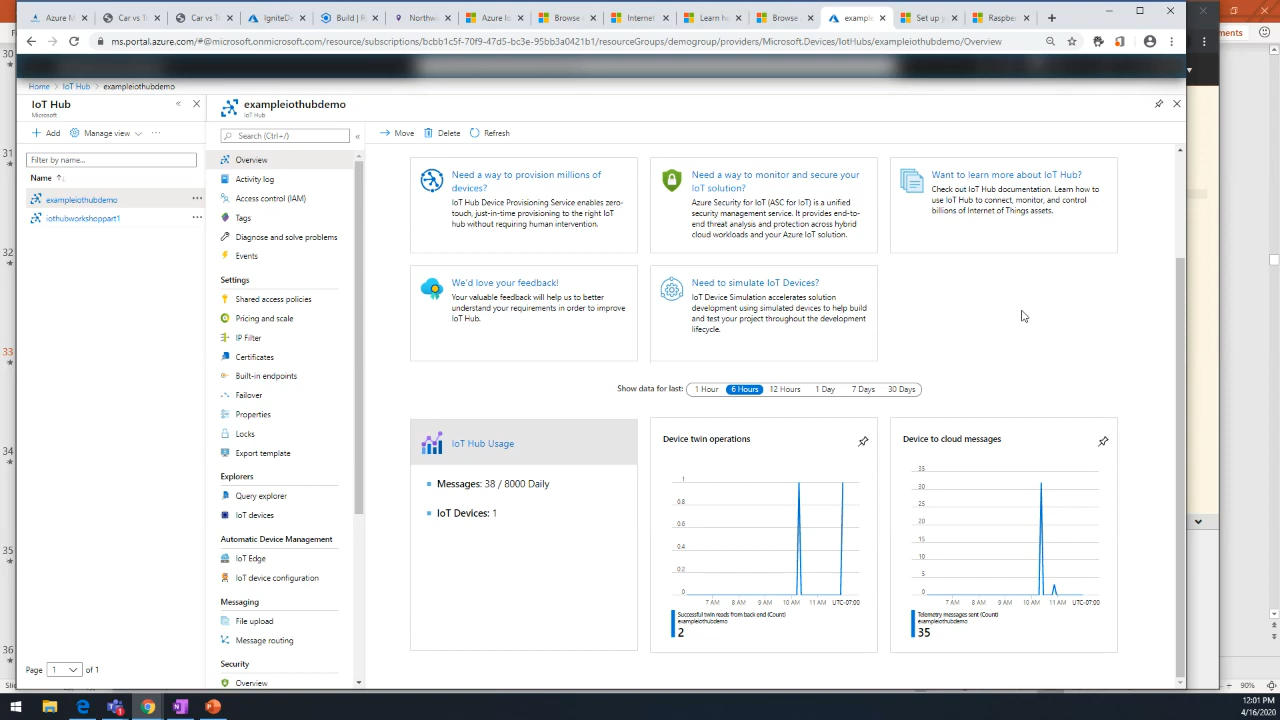 Azure M
Car vs T
Car vs T
IgniteDe
Build | R
Northw
Azure Io
Browse
Internet
Learn h
Browse
examp
Set up y
Raspber
ms.portal.azure.com/#@microsoft.onmicrosoft.com/resource/subscriptions/bcbb1c5f-70f9-47d5-bc3e-95bb3a0421b1/resourceGroups/demogroup/providers/Microsoft.Devices/IotHubs/exampleiothubdemo/Overview
ments
Home > IoT Hub > exampleiothubdemo
IoT Hub
Microsoft
Add
Manage view
Filter by name...
Name
exampleiothubdemo
iothubworkshoppart1
Page 1 of 1
exampleiothubdemo
IoT Hub
Search (Ctrl+/)
Overview
Activity log
Access control (IAM)
Tags
Diagnose and solve problems
Events
Settings
Shared access policies
Pricing and scale
IP Filter
Certificates
Built-in endpoints
Failover
Properties
Locks
Export template
Explorers
Query explorer
IoT devices
Automatic Device Management
IoT Edge
IoT device configuration
Messaging
File upload
Message routing
Security
Overview
Move
Delete
Refresh
Need a way to provision millions of
devices?
IoT Hub Device Provisioning Service enables zero-
touch, just-in-time provisioning to the right IoT
hub without requiring human intervention.
Need a way to monitor and secure your
IoT solution?
Azure Security for IoT (ASC for IoT) is a unified
security management service. It provides end-to-
end threat analysis and protection across hybrid
cloud workloads and your Azure IoT solution.
Want to learn more about IoT Hub?
Check out IoT Hub documentation. Learn how
to use IoT Hub to connect, monitor, and control
billions of Internet of Things assets.
We'd love your feedback!
Your valuable feedback will help us to better
understand your requirements in order to improve
IoT Hub.
Need to simulate IoT Devices?
IoT Device Simulation accelerates solution
development using simulated devices to help build
and test your project throughout the development
lifecycle.
Show data for last:
1 Hour
6 Hours
12 Hours
1 Day
7 Days
30 Days
IoT Hub Usage
Messages: 38 / 8000 Daily
IoT Devices: 1
Device twin operations
1
0.8
0.6
0.4
0.2
0
7 AM 8 AM 9 AM 10 AM 11 AM UTC-07:00
Successful twin reads from back end (Count)
exampleiothubdemo
2
Device to cloud messages
35
30
25
20
15
10
5
0
7 AM 8 AM 9 AM 10 AM 11 AM UTC-07:00
Telemetry messages sent (Count)
exampleiothubdemo
35
30
31
32
33
34
35
36
90%
12:01 PM
4/16/2020